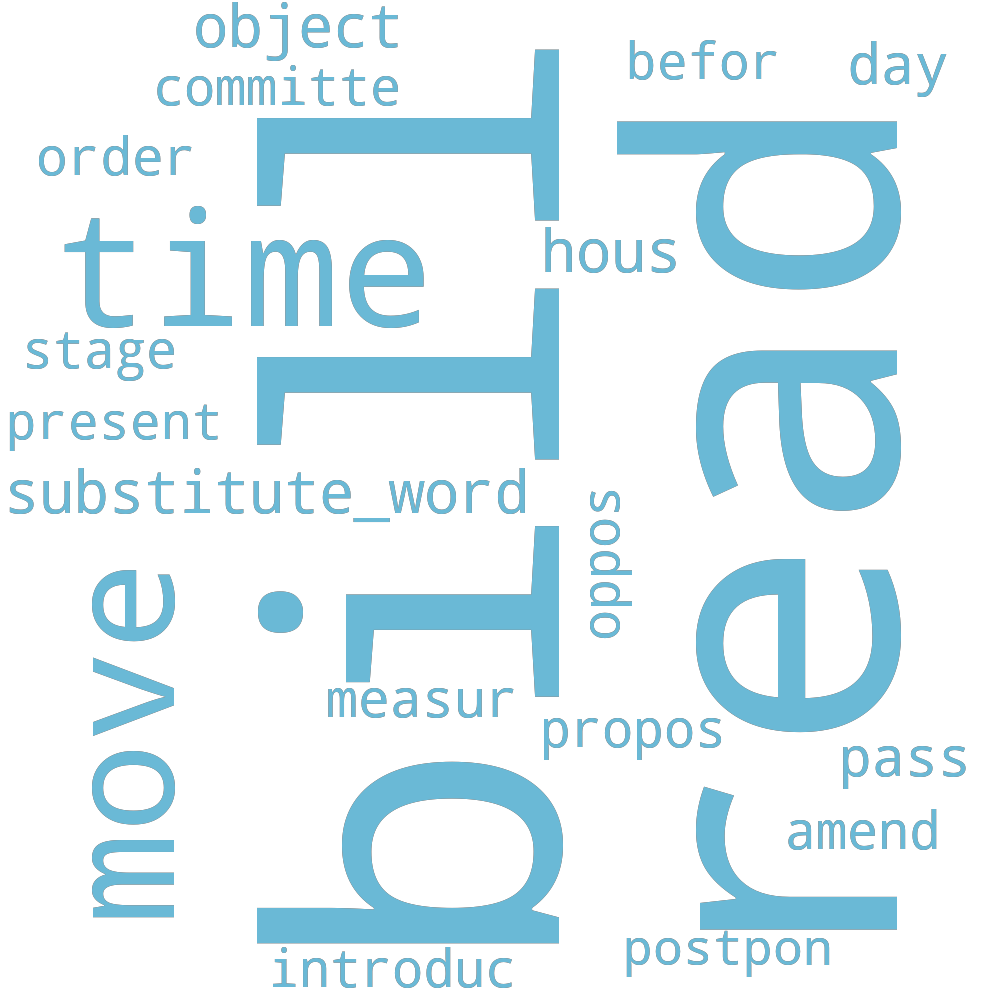 object
committe
befor
day
order
time
hous
stage
present
substitute_word
bill
read
oppos
move
measur
propos
pass
amend
postpon
introduc